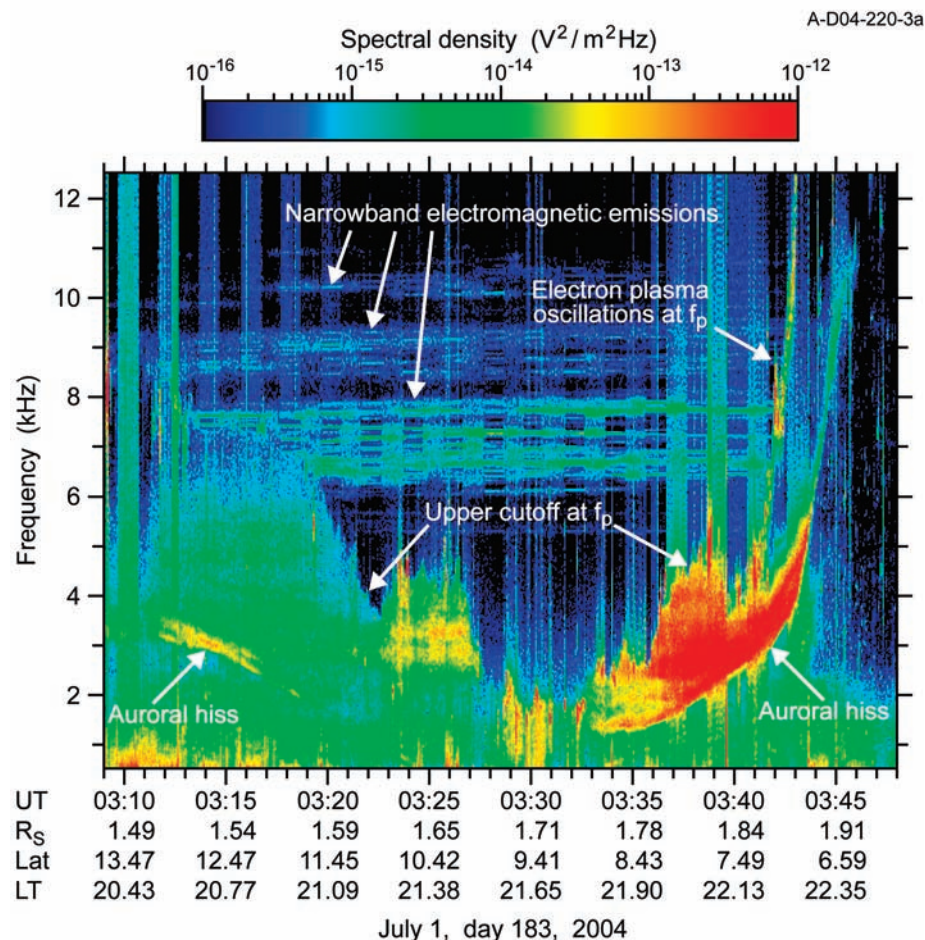 A-D04-220-3a
Spectral density (V²/m²Hz)
10⁻¹⁶ 10⁻¹⁵ 10⁻¹⁴ 10⁻¹³ 10⁻¹²
Narrowband electromagnetic emissions
Electron plasma
oscillations at fₚ
Upper cutoff at fₚ
Auroral hiss
Auroral hiss
Frequency (kHz)
12
10
8
6
4
2
UT 03:10 03:15 03:20 03:25 03:30 03:35 03:40 03:45
R_S 1.49 1.54 1.59 1.65 1.71 1.78 1.84 1.91
Lat 13.47 12.47 11.45 10.42 9.41 8.43 7.49 6.59
LT 20.43 20.77 21.09 21.38 21.65 21.90 22.13 22.35
July 1, day 183, 2004